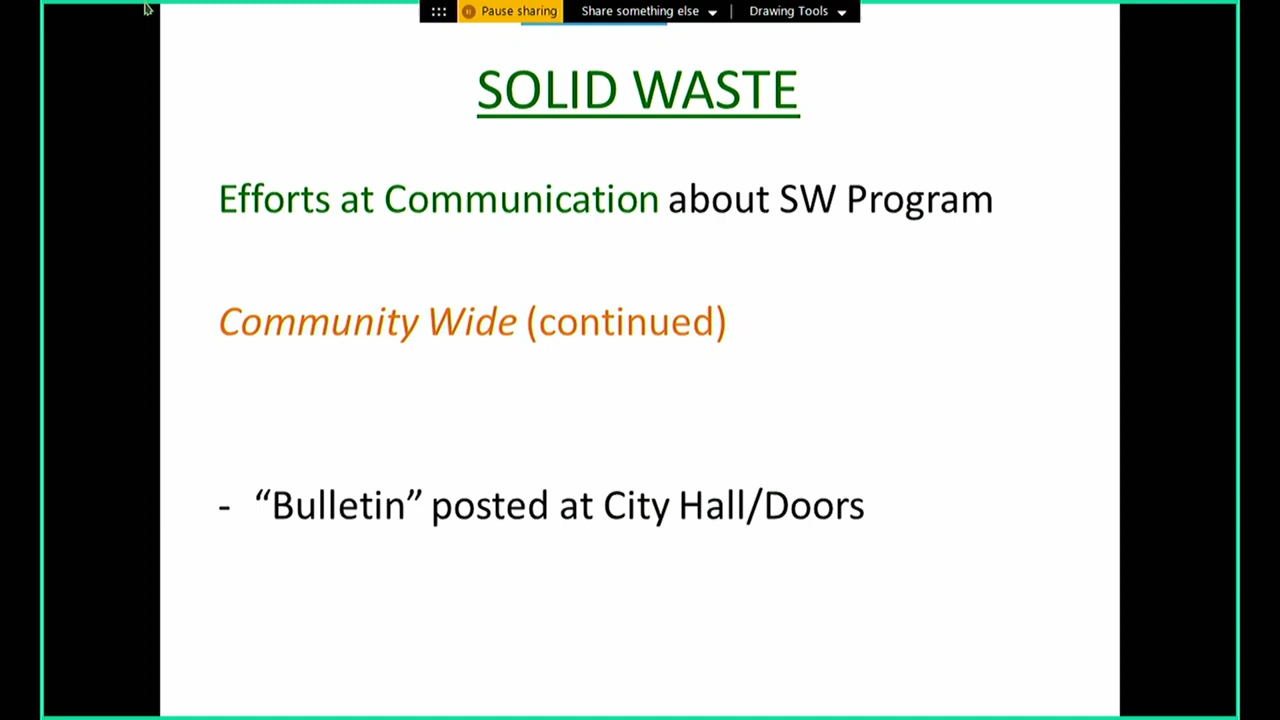 Pause sharing Share something else Drawing Tools
SOLID WASTE
Efforts at Communication about SW Program
Community Wide (continued)
- “Bulletin” posted at City Hall/Doors